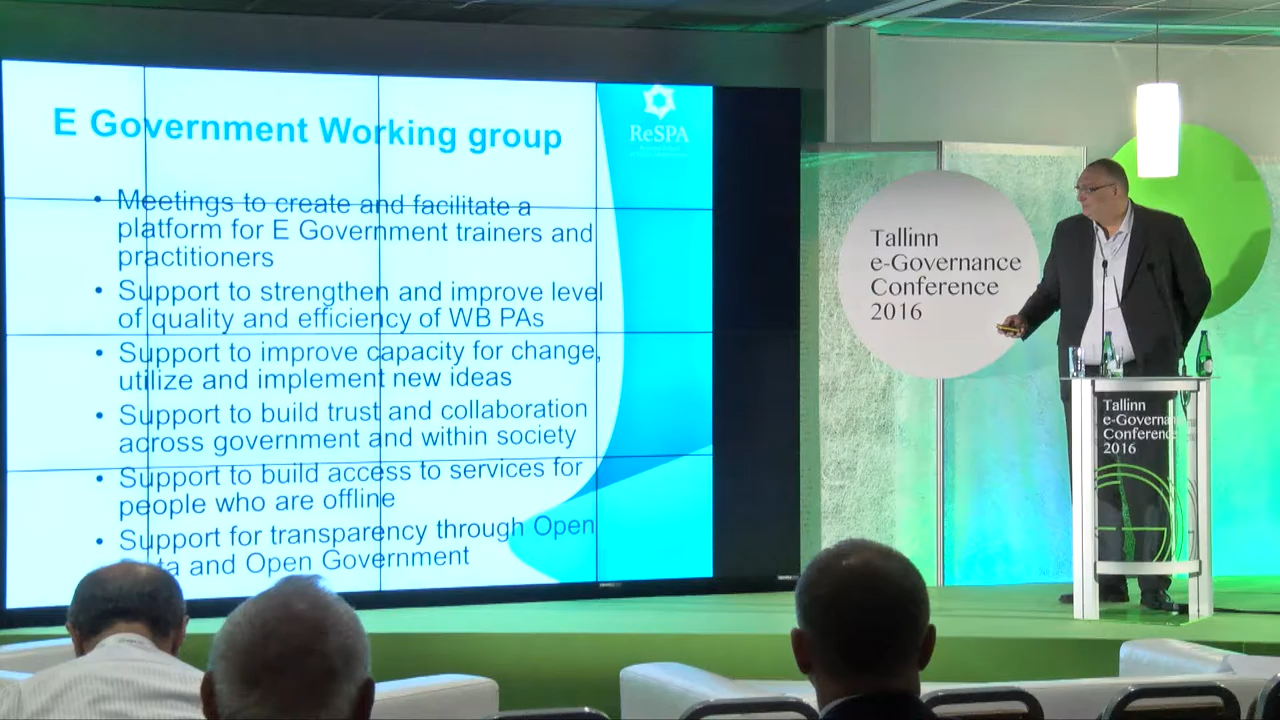 E Government Working group
ReSPA
• Meetings to create and facilitate a
platform for E Government trainers and
practitioners
• Support to strengthen and improve level
of quality and efficiency of WB PAs
• Support to improve capacity for change,
utilize and implement new ideas
• Support to build trust and collaboration
across government and within society
• Support to build access to services for
people who are offline
• Support for transparency through Open
ta and Open Government
Tallinn
e-Governance
Conference
2016
Tallinn
e-Governan
Conference
2016